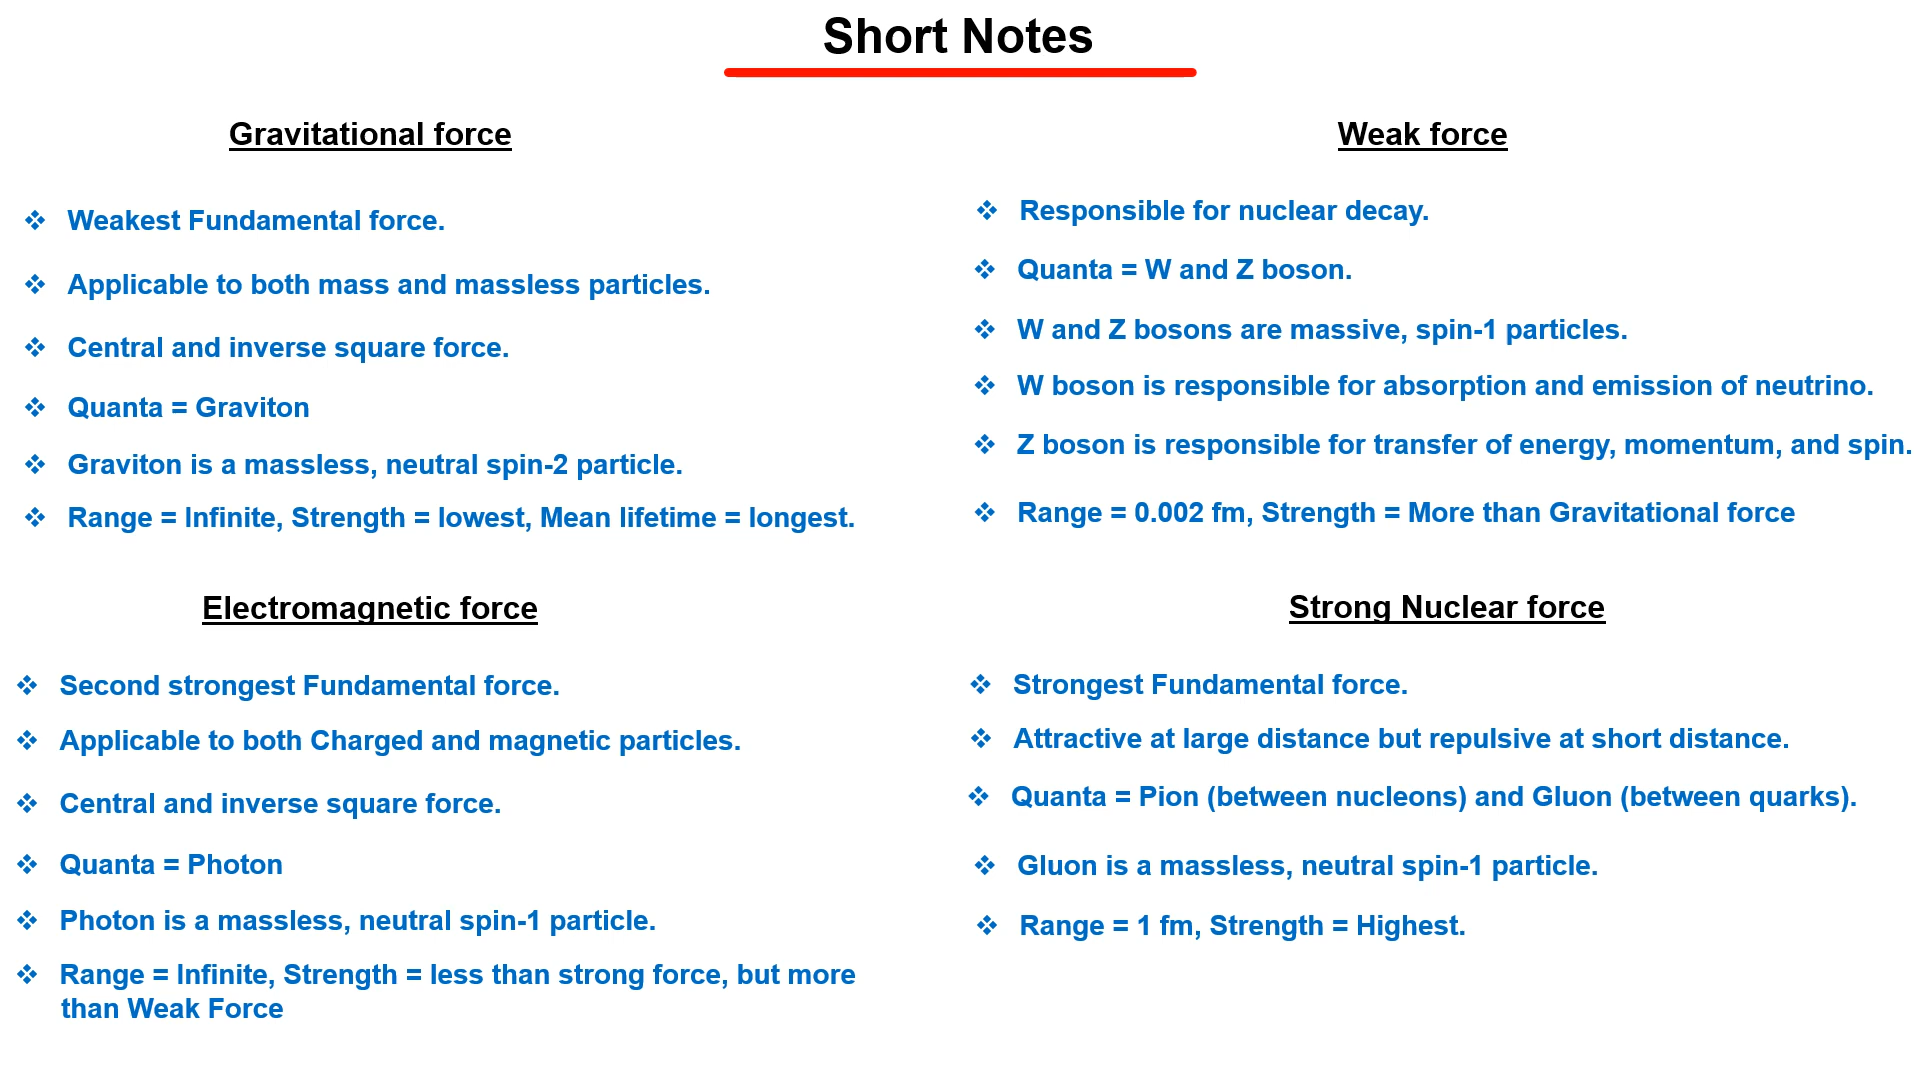 Short Notes
Gravitational force
❖ Weakest Fundamental force.
❖ Applicable to both mass and massless particles.
❖ Central and inverse square force.
❖ Quanta = Graviton
❖ Graviton is a massless, neutral spin-2 particle.
❖ Range = Infinite, Strength = lowest, Mean lifetime = longest.
Weak force
❖ Responsible for nuclear decay.
❖ Quanta = W and Z boson.
❖ W and Z bosons are massive, spin-1 particles.
❖ W boson is responsible for absorption and emission of neutrino.
❖ Z boson is responsible for transfer of energy, momentum, and spin.
❖ Range = 0.002 fm, Strength = More than Gravitational force
Electromagnetic force
❖ Second strongest Fundamental force.
❖ Applicable to both Charged and magnetic particles.
❖ Central and inverse square force.
❖ Quanta = Photon
❖ Photon is a massless, neutral spin-1 particle.
❖ Range = Infinite, Strength = less than strong force, but more
than Weak Force
Strong Nuclear force
❖ Strongest Fundamental force.
❖ Attractive at large distance but repulsive at short distance.
❖ Quanta = Pion (between nucleons) and Gluon (between quarks).
❖ Gluon is a massless, neutral spin-1 particle.
❖ Range = 1 fm, Strength = Highest.